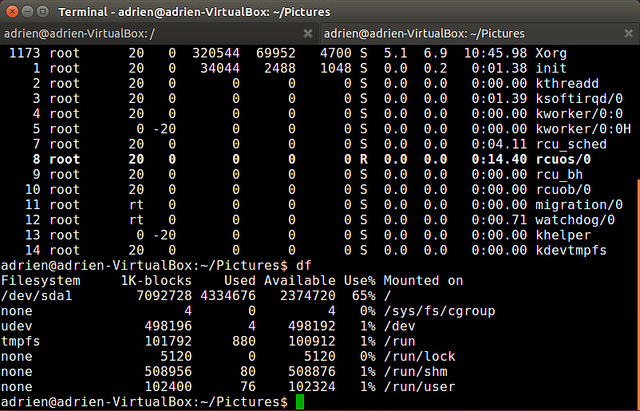 Terminal - adrien@adrien-VirtualBox: ~/Pictures
adrien@adrien-VirtualBox: / adrien@adrien-VirtualBox: ~/Pictures
1173 root 20 0 320544 69952 4700 S 5.1 6.9 10:45.98 Xorg
1 root 20 0 34044 2488 1048 S 0.0 0.2 0:01.38 init
2 root 20 0 0 0 0 S 0.0 0.0 0:00.00 kthreadd
3 root 20 0 0 0 0 S 0.0 0.0 0:01.39 ksoftirqd/0
4 root 20 0 0 0 0 S 0.0 0.0 0:00.00 kworker/0:0
5 root 0 -20 0 0 0 S 0.0 0.0 0:00.00 kworker/0:0H
7 root 20 0 0 0 0 S 0.0 0.0 0:04.11 rcu_sched
8 root 20 0 0 0 0 R 0.0 0.0 0:14.40 rcuos/0
9 root 20 0 0 0 0 S 0.0 0.0 0:00.00 rcu_bh
10 root 20 0 0 0 0 S 0.0 0.0 0:00.00 rcuob/0
11 root rt 0 0 0 0 S 0.0 0.0 0:00.00 migration/0
12 root rt 0 0 0 0 S 0.0 0.0 0:00.71 watchdog/0
13 root 0 -20 0 0 0 S 0.0 0.0 0:00.00 khelper
14 root 20 0 0 0 0 S 0.0 0.0 0:00.00 kdevtmpfs
adrien@adrien-VirtualBox:~/Pictures$ df
Filesystem 1K-blocks Used Available Use% Mounted on
/dev/sda1 7092728 4334676 2374720 65% /
none 4 0 4 0% /sys/fs/cgroup
udev 498196 4 498192 1% /dev
tmpfs 101792 880 100912 1% /run
none 5120 0 5120 0% /run/lock
none 508956 80 508876 1% /run/shm
none 102400 76 102324 1% /run/user
adrien@adrien-VirtualBox:~/Pictures$